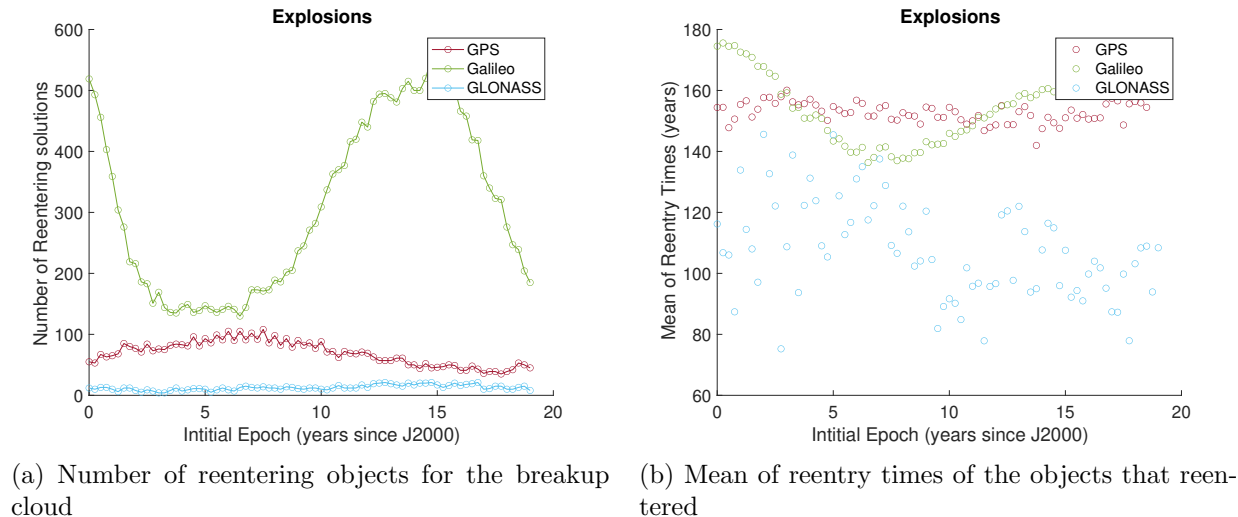 Explosions
Number of Reentering solutions
600
500
400
300
200
100
0
GPS
Galileo
GLONASS
0 5 10 15 20
Intitial Epoch (years since J2000)
(a) Number of reentering objects for the breakup
cloud
Explosions
Mean of Reentry Times (years)
180
160
140
120
100
80
60
GPS
Galileo
GLONASS
0 5 10 15 20
Intitial Epoch (years since J2000)
(b) Mean of reentry times of the objects that reen-
tered